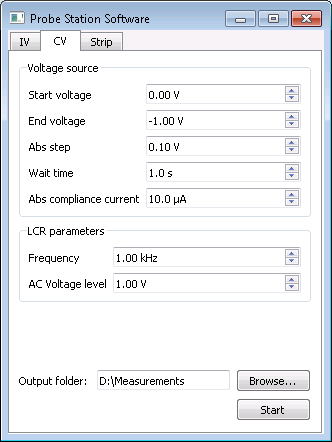 Probe Station Software
IV CV Strip
Voltage source
Start voltage 0.00 V
End voltage -1.00 V
Abs step 0.10 V
Wait time 1.0 s
Abs compliance current 10.0 µA
LCR parameters
Frequency 1.00 kHz
AC Voltage level 1.00 V
Output folder: D:\Measurements Browse...
Start